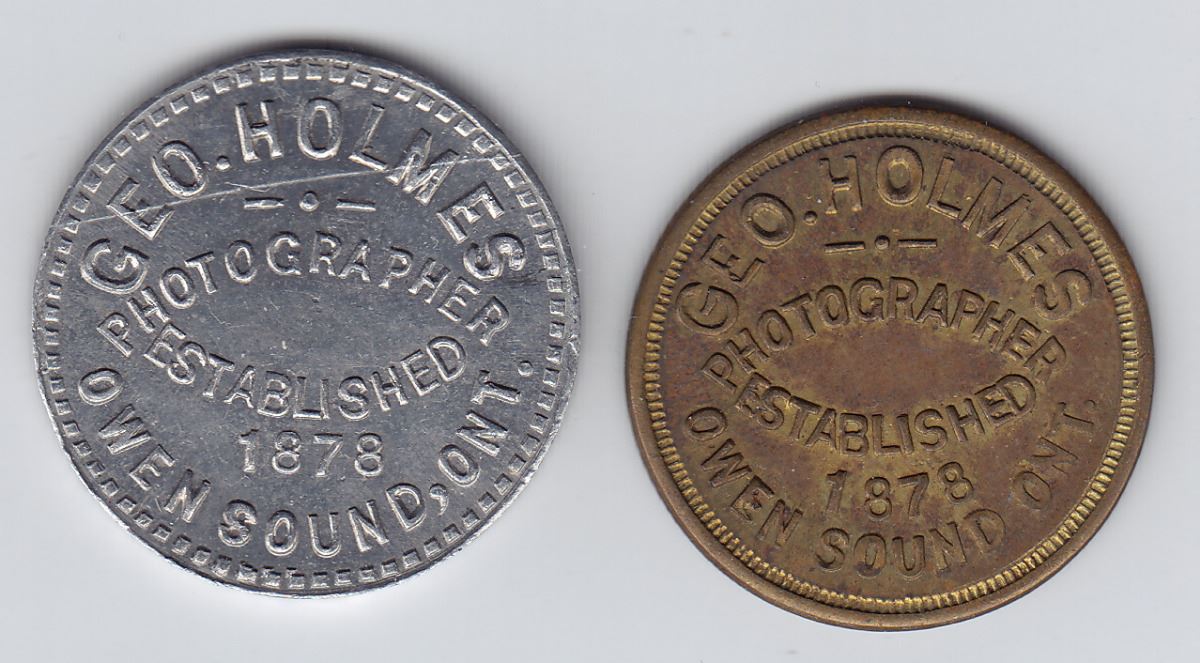 GEO. HOLMES
PHOTOGRAPHER
ESTABLISHED
1878
OWEN SOUND, ONT.
GEO. HOLMES
PHOTOGRAPHER
ESTABLISHED
1878
OWEN SOUND ONT.